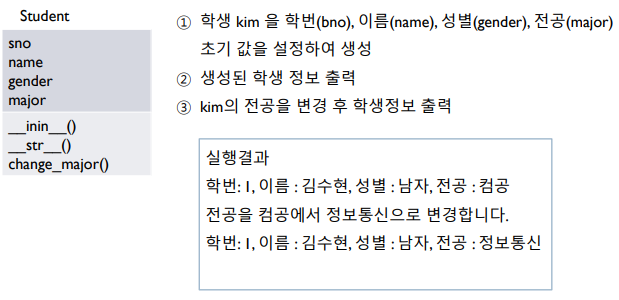 Student
sno
name
gender
major
__inin__()
__str__()
change_major()
① 학생 kim 을 학번(bno), 이름(name), 성별(gender), 전공(major)
초기 값을 설정하여 생성
② 생성된 학생 정보 출력
③ kim의 전공을 변경 후 학생정보 출력
실행결과
학번: 1, 이름 : 김수현, 성별 : 남자, 전공 : 컴공
전공을 컴공에서 정보통신으로 변경합니다.
학번: 1, 이름 : 김수현, 성별 : 남자, 전공 : 정보통신